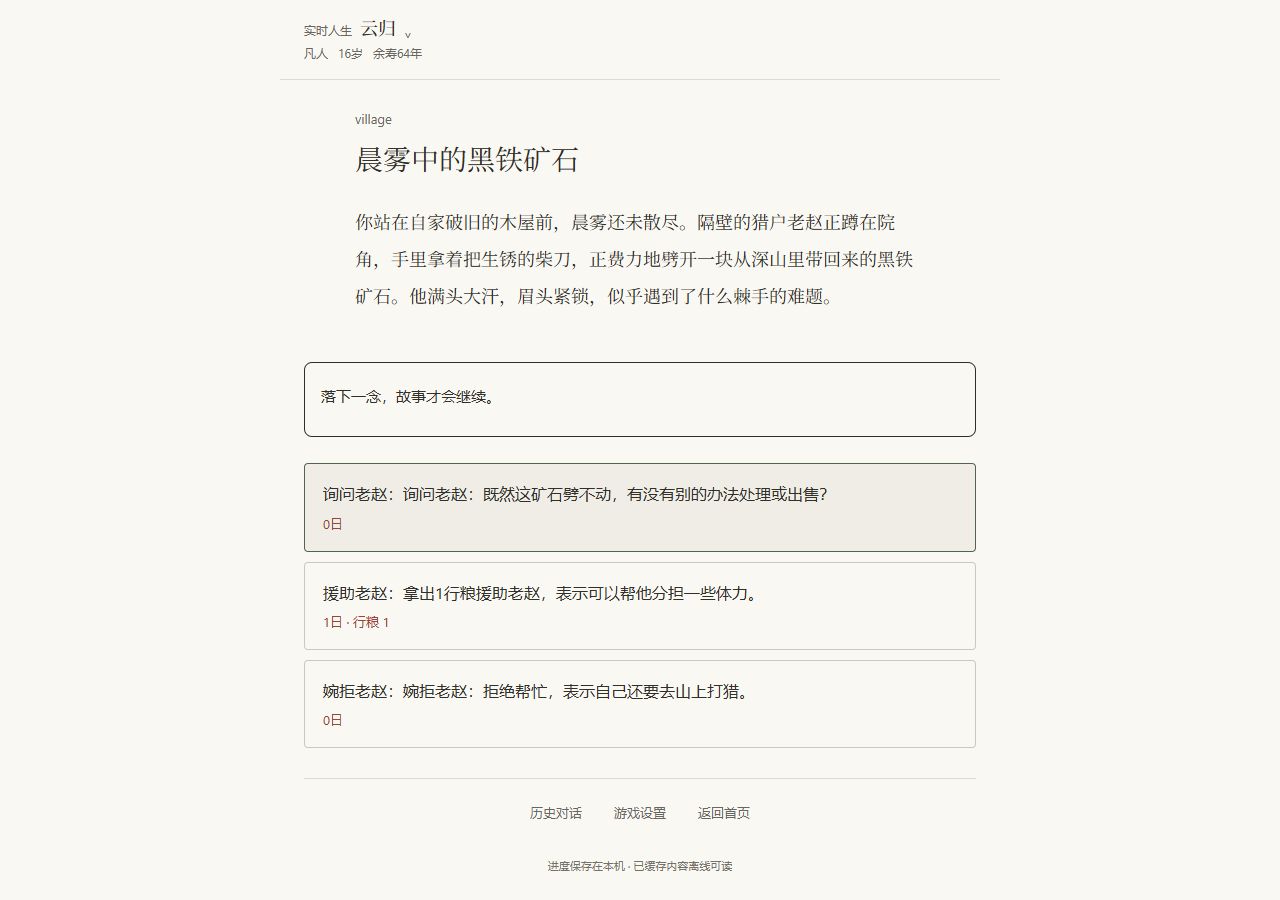 实时人生 云归 v
凡人 16岁 余寿64年
village
晨雾中的黑铁矿石
你站在自家破旧的木屋前，晨雾还未散尽。隔壁的猎户老赵正蹲在院
角，手里拿着把生锈的柴刀，正费力地劈开一块从深山里带回来的黑铁
矿石。他满头大汗，眉头紧锁，似乎遇到了什么棘手的难题。
落下一念，故事才会继续。
询问老赵：询问老赵：既然这矿石劈不动，有没有别的办法处理或出售？
0日
援助老赵：拿出1行粮援助老赵，表示可以帮他分担一些体力。
1日 · 行粮 1
婉拒老赵：婉拒老赵：拒绝帮忙，表示自己还要去山上打猎。
0日
历史对话 游戏设置 返回首页
进度保存在本机 · 已缓存内容离线可读